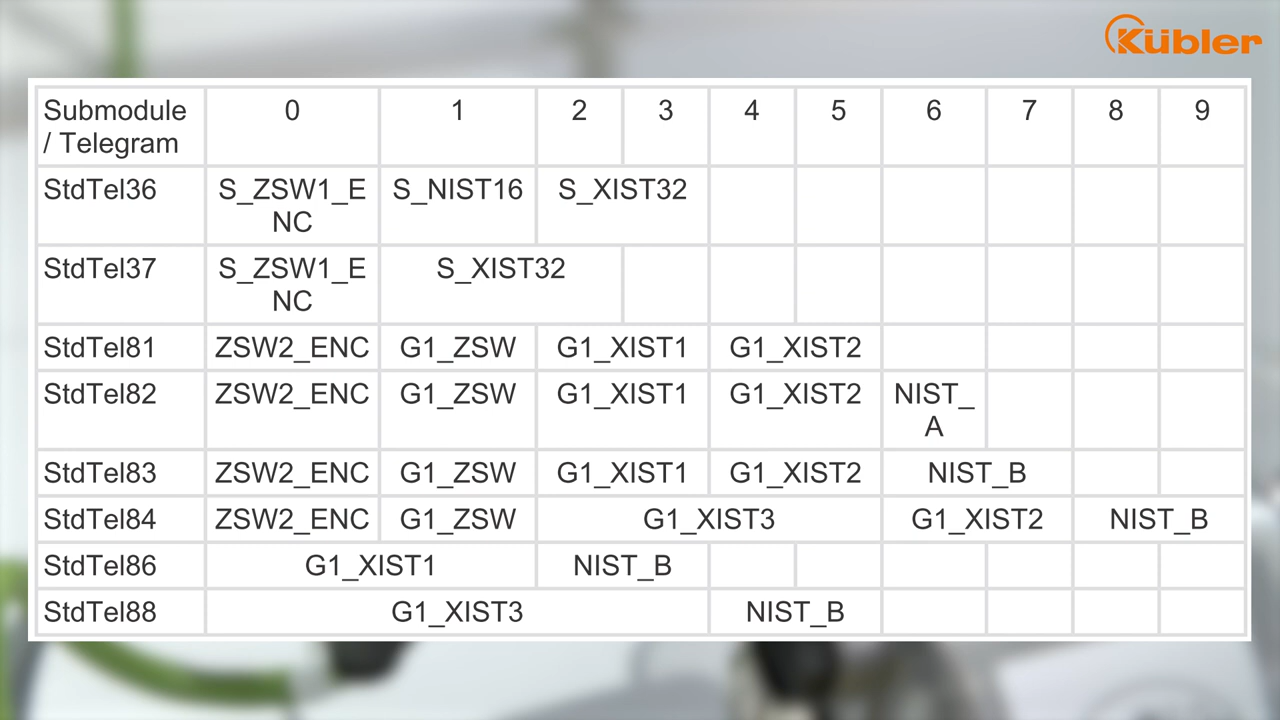 Kübler
Submodule / Telegram 0 1 2 3 4 5 6 7 8 9
StdTel36 S_ZSW1_ENC S_NIST16 S_XIST32
StdTel37 S_ZSW1_ENC S_XIST32
StdTel81 ZSW2_ENC G1_ZSW G1_XIST1 G1_XIST2
StdTel82 ZSW2_ENC G1_ZSW G1_XIST1 G1_XIST2 NIST_A
StdTel83 ZSW2_ENC G1_ZSW G1_XIST1 G1_XIST2 NIST_B
StdTel84 ZSW2_ENC G1_ZSW G1_XIST3 G1_XIST2 NIST_B
StdTel86 G1_XIST1 NIST_B
StdTel88 G1_XIST3 NIST_B